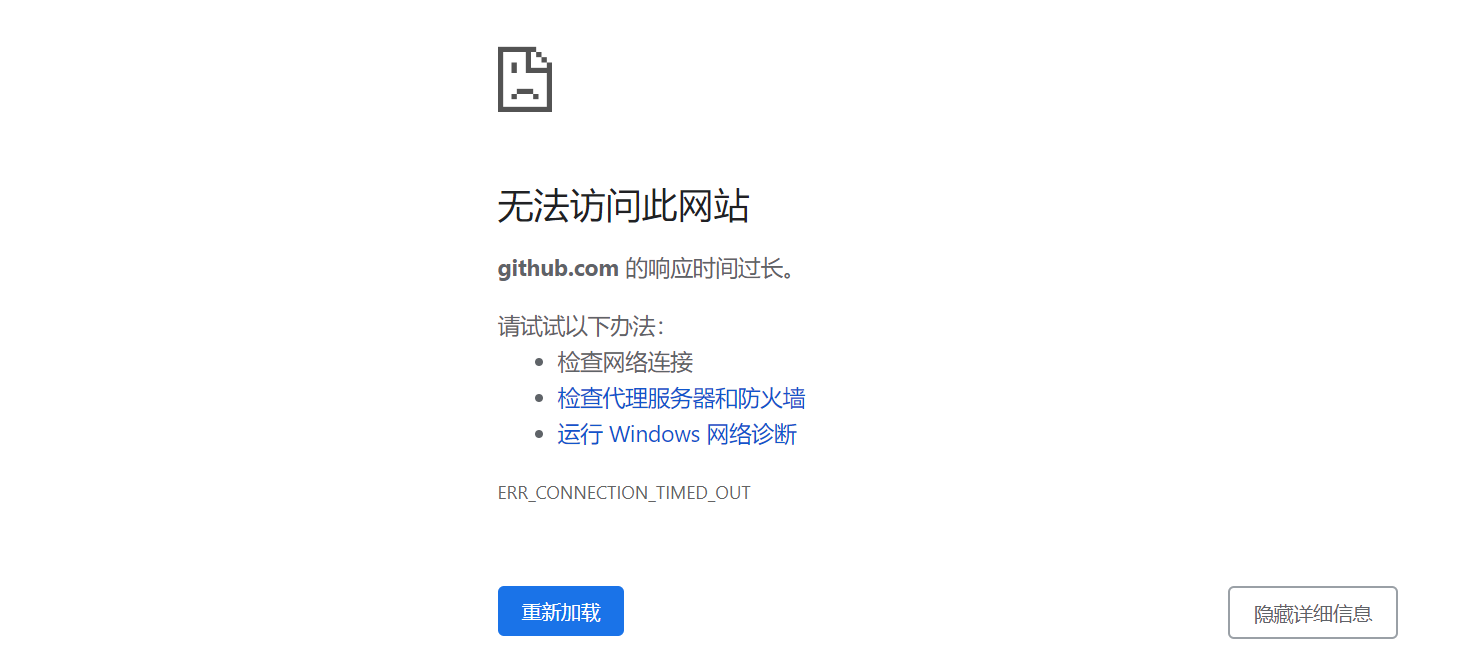 无法访问此网站
github.com 的响应时间过长。
请试试以下办法：
检查网络连接
检查代理服务器和防火墙
运行 Windows 网络诊断
ERR_CONNECTION_TIMED_OUT
重新加载
隐藏详细信息